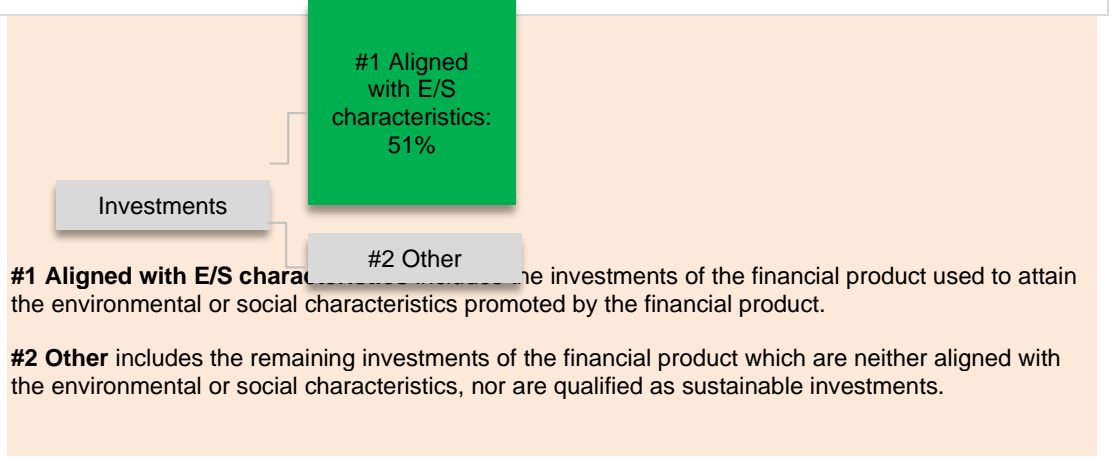 #1 Aligned
with E/S
characteristics:
51%
Investments
#2 Other
#1 Aligned with E/S the investments of the financial product used to attain
the environmental or social characteristics promoted by the financial product.
#2 Other includes the remaining investments of the financial product which are neither aligned with
the environmental or social characteristics, nor are qualified as sustainable investments.